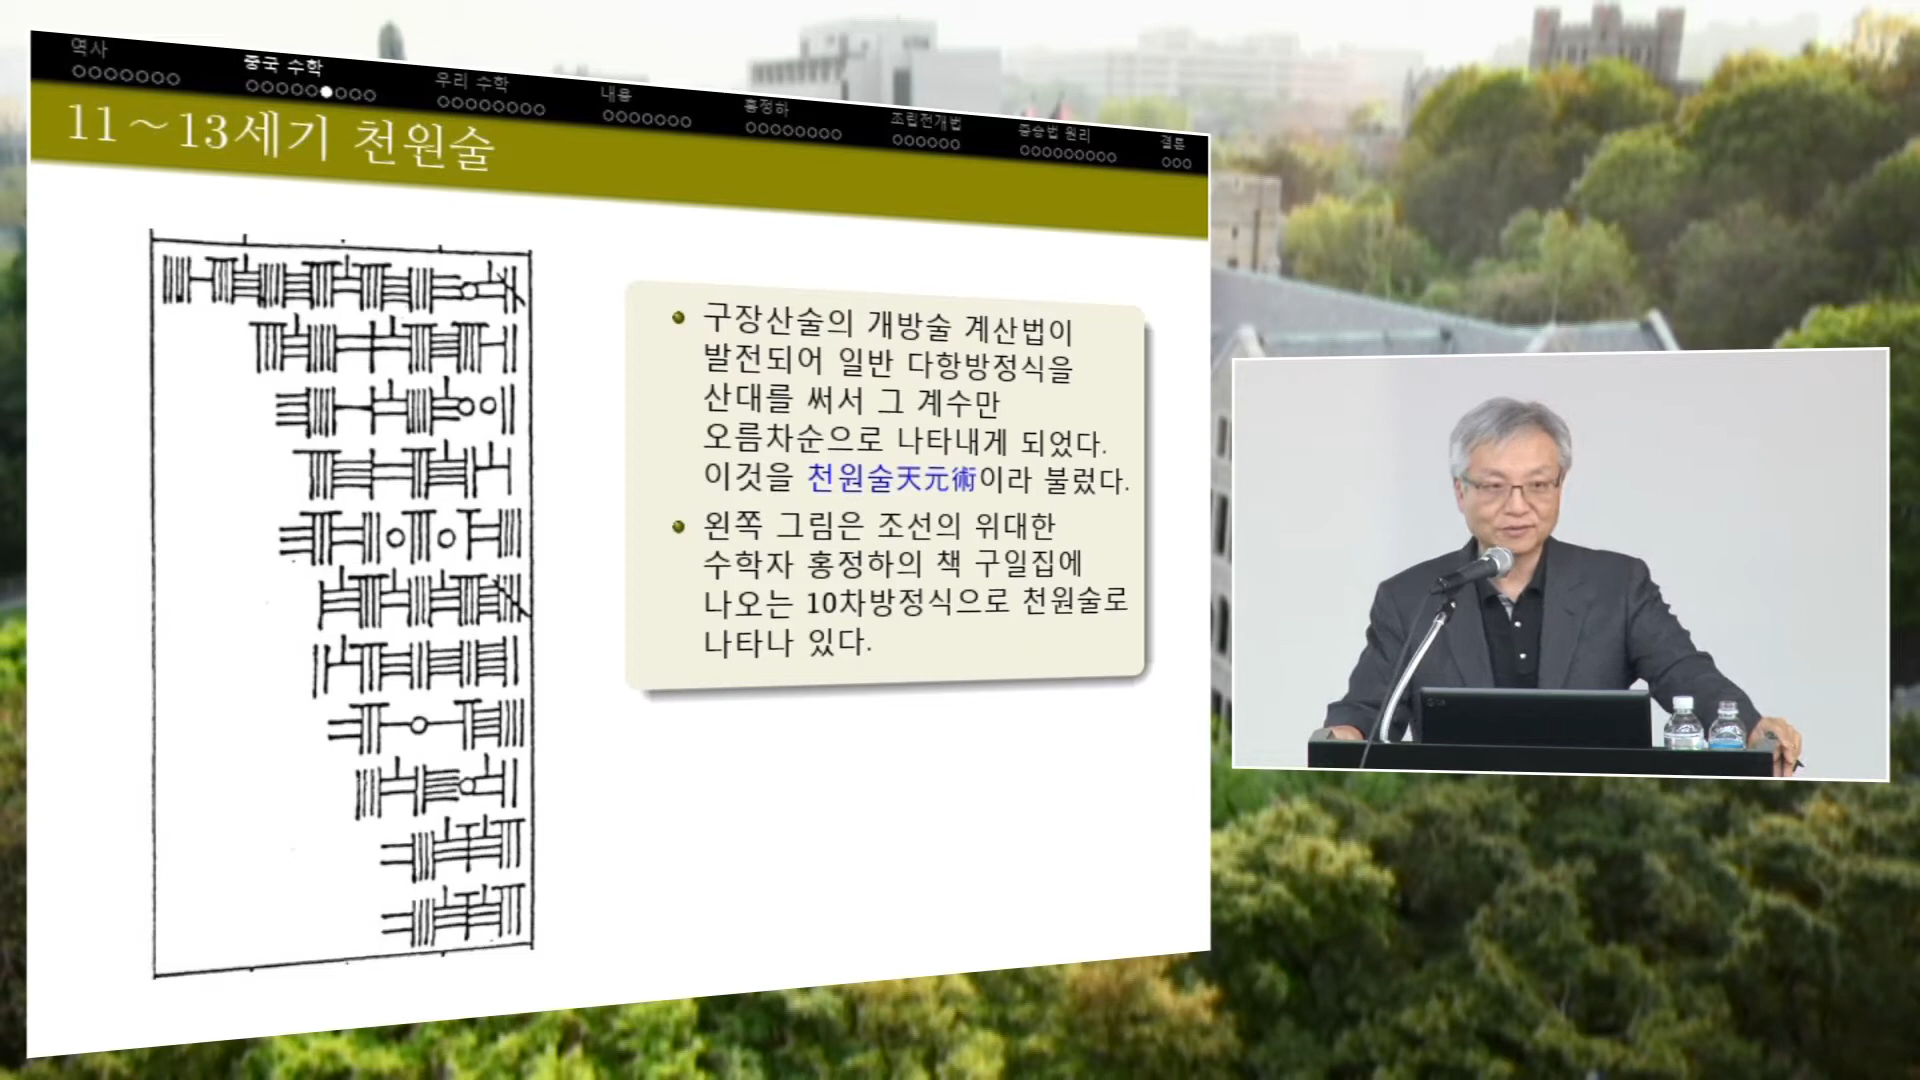 역사
중국 수학
우리 수학
내용
홍정하
조립전개법
증승법 원리
결론
11～13세기 천원술
구장산술의 개방술 계산법이
발전되어 일반 다항방정식을
산대를 써서 그 계수만
오름차순으로 나타내게 되었다.
이것을 천원술天元術이라 불렀다.
왼쪽 그림은 조선의 위대한
수학자 홍정하의 책 구일집에
나오는 10차방정식으로 천원술로
나타나 있다.